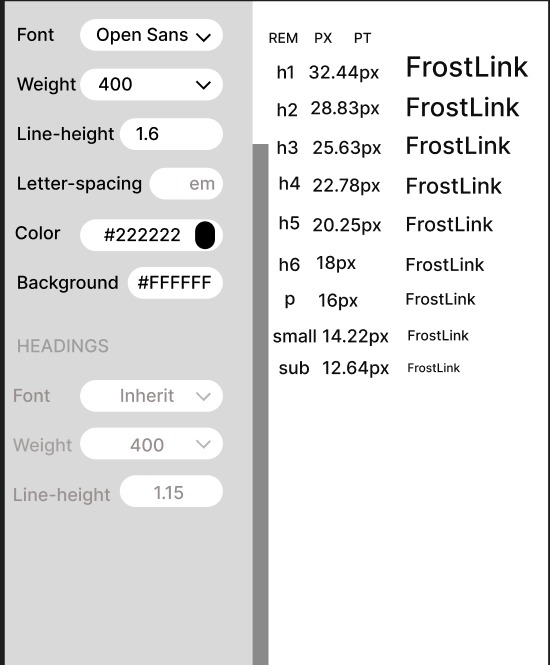 Font Open Sans
Weight 400
Line-height 1.6
Letter-spacing em
Color #222222
Background #FFFFFF
HEADINGS
Font Inherit
Weight 400
Line-height 1.15
REM PX PT
h1 32.44px FrostLink
h2 28.83px FrostLink
h3 25.63px FrostLink
h4 22.78px FrostLink
h5 20.25px FrostLink
h6 18px FrostLink
p 16px FrostLink
small 14.22px FrostLink
sub 12.64px FrostLink